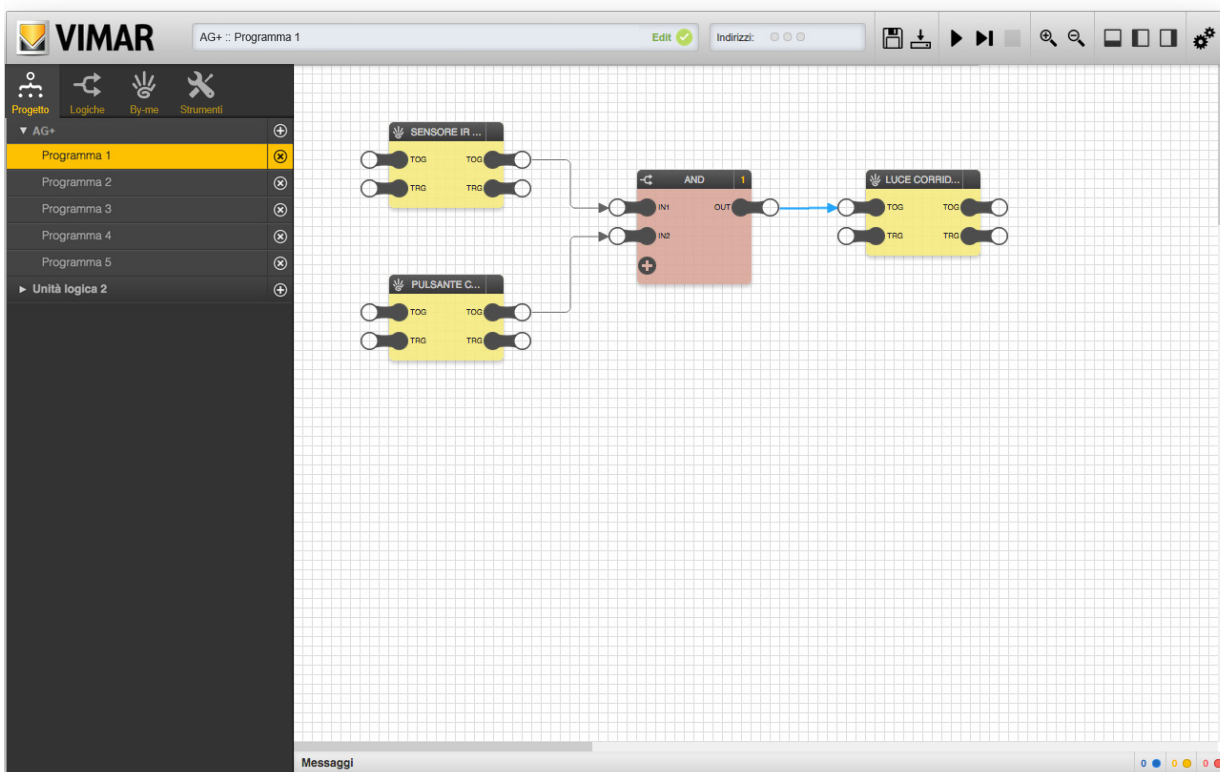 VIMAR
AG+ :: Programma 1
Edit
Indirizzi:
Progetto
Logiche
By-me
Strumenti
AG+
Programma 1
Programma 2
Programma 3
Programma 4
Programma 5
Unità logica 2
SENSORE IR ...
TOG TOG
TRG TRG
AND 1
IN1 OUT
IN2
LUCE CORRID...
TOG TOG
TRG TRG
PULSANTE C...
TOG TOG
TRG TRG
Messaggi
0 0 0